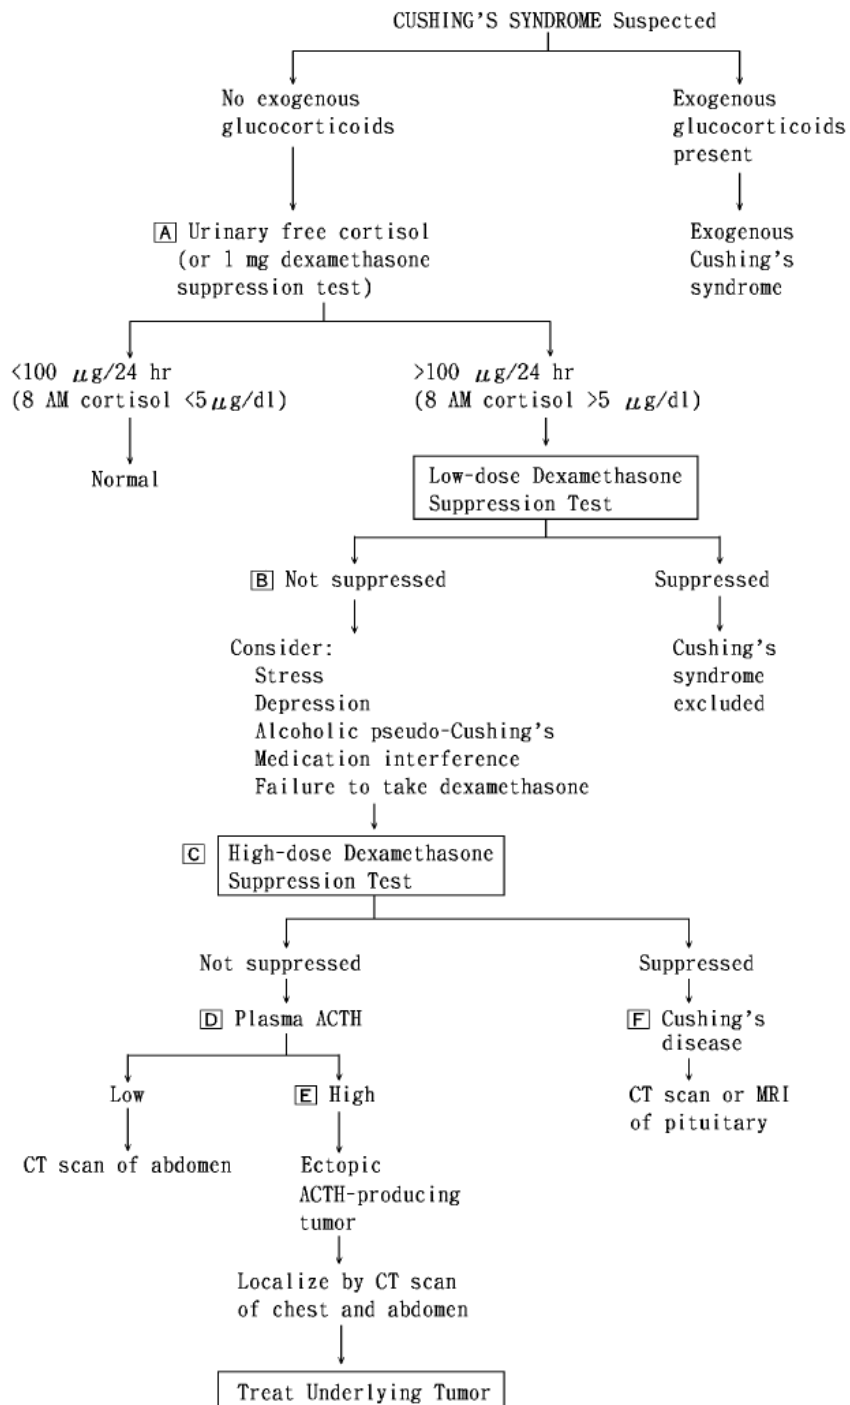 CUSHING'S SYNDROME Suspected
No exogenous
glucocorticoids
Exogenous
glucocorticoids
present
A Urinary free cortisol
(or 1 mg dexamethasone
suppression test)
Exogenous
Cushing's
syndrome
<100 μg/24 hr
(8 AM cortisol <5μg/dl)
>100 μg/24 hr
(8 AM cortisol >5 μg/dl)
Normal
Low-dose Dexamethasone
Suppression Test
B Not suppressed
Suppressed
Consider:
Stress
Depression
Alcoholic pseudo-Cushing's
Medication interference
Failure to take dexamethasone
Cushing's
syndrome
excluded
C High-dose Dexamethasone
Suppression Test
Not suppressed
Suppressed
D Plasma ACTH
F Cushing's
disease
Low
E High
CT scan or MRI
of pituitary
CT scan of abdomen
Ectopic
ACTH-producing
tumor
Localize by CT scan
of chest and abdomen
Treat Underlying Tumor